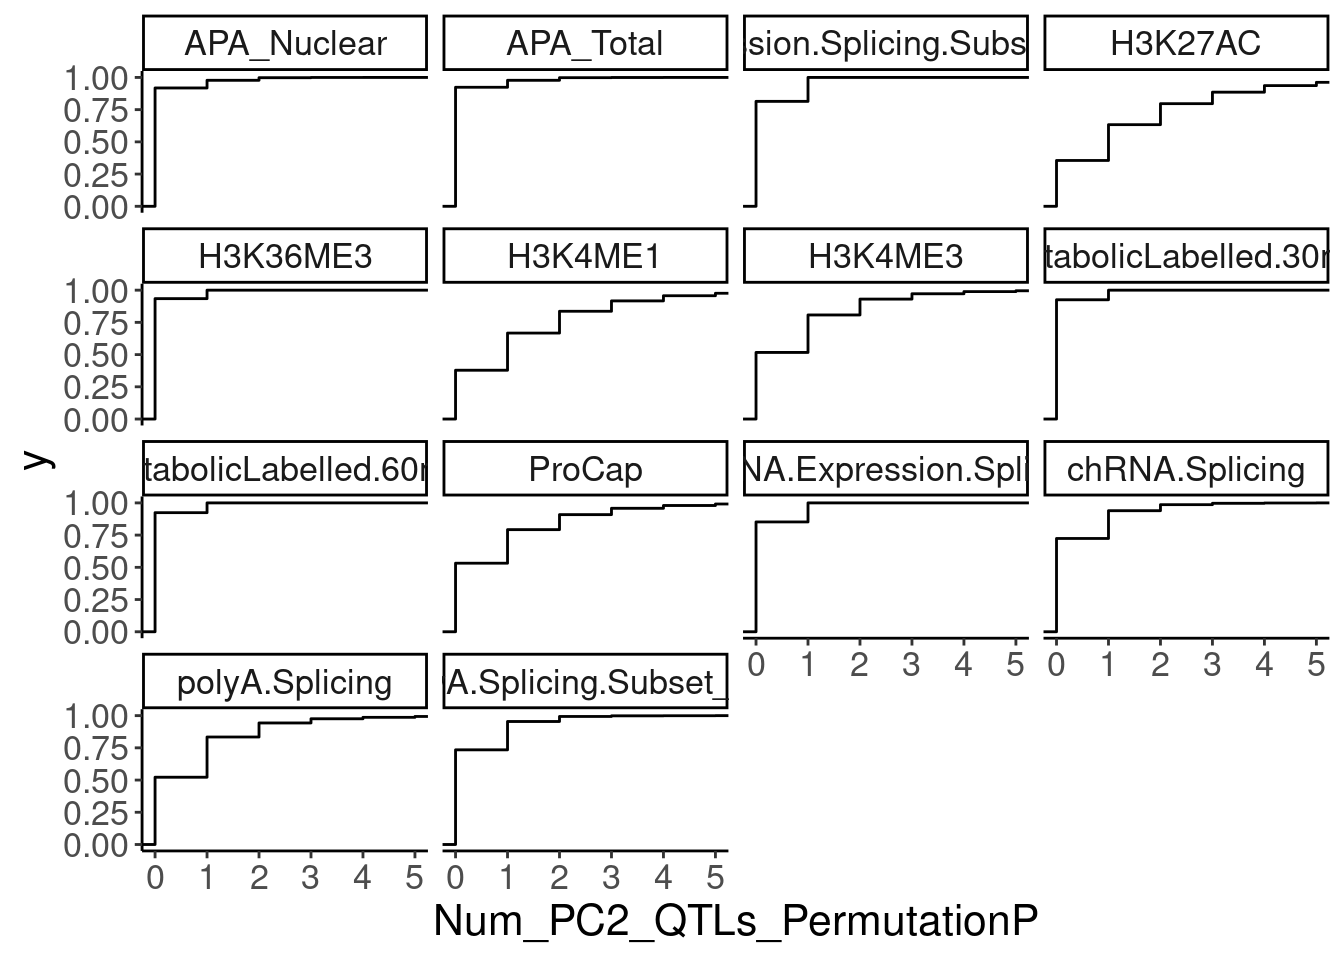 APA_Nuclear APA_Total sion.Splicing.Subs H3K27AC
1.00
0.75
0.50
0.25
0.00
H3K36ME3 H3K4ME1 H3K4ME3 tabolicLabelled.30
1.00
0.75
0.50
0.25
0.00
tabolicLabelled.60 ProCap NA.Expression.Spli chRNA.Splicing
1.00
0.75
0.50
0.25
0.00
0 1 2 3 4 5 0 1 2 3 4 5
polyA.Splicing A.Splicing.Subset_
1.00
0.75
0.50
0.25
0.00
0 1 2 3 4 5 0 1 2 3 4 5
y
Num_PC2_QTLs_PermutationP